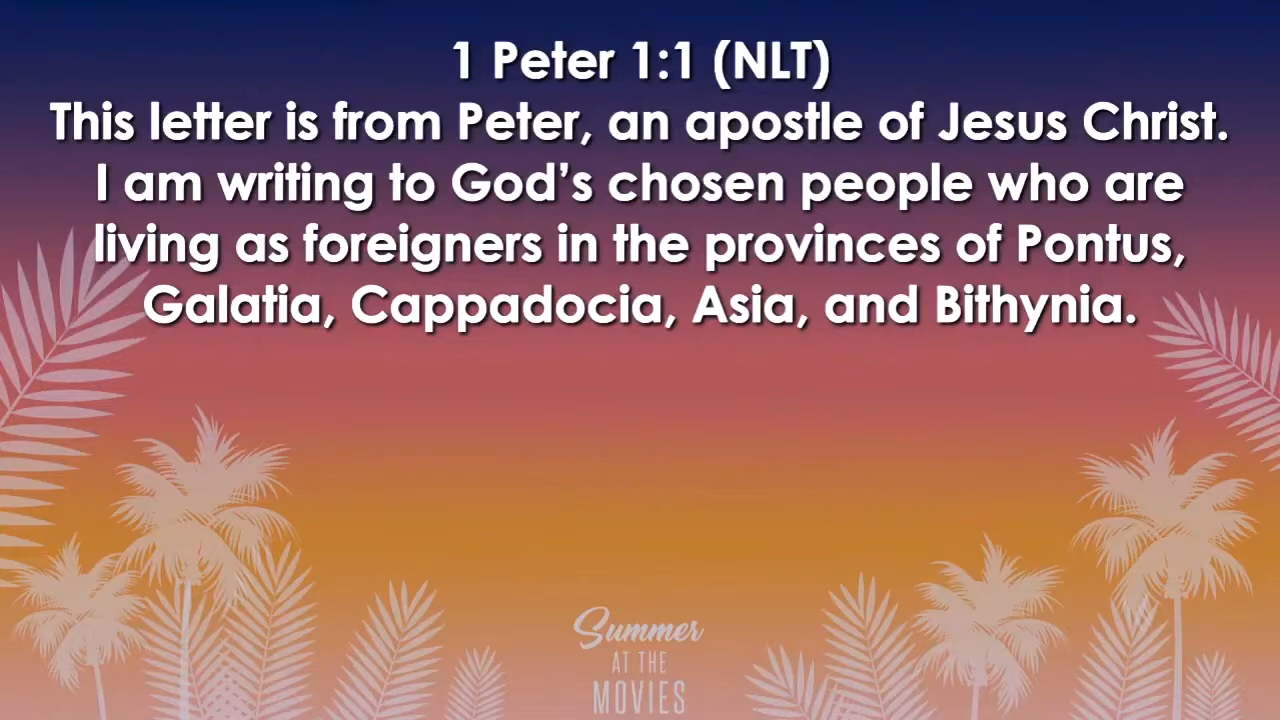 1 Peter 1:1 (NLT)
This letter is from Peter, an apostle of Jesus Christ.
I am writing to God’s chosen people who are
living as foreigners in the provinces of Pontus,
Galatia, Cappadocia, Asia, and Bithynia.
Summer
AT THE
MOVIES